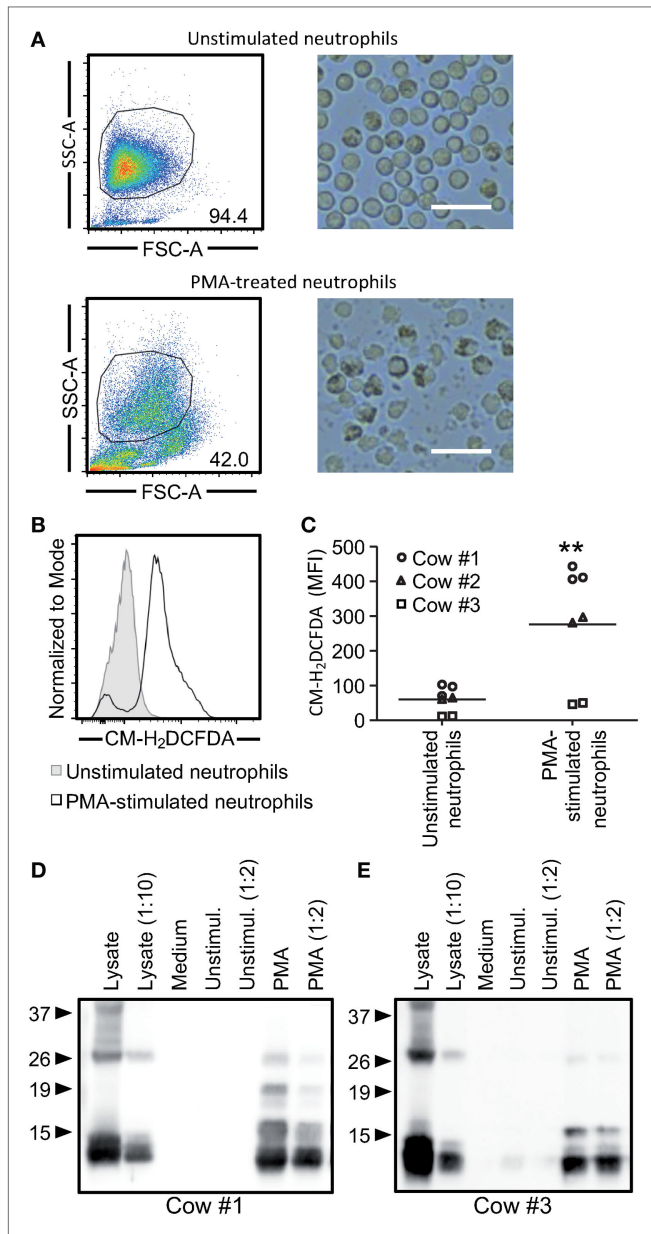 A
Unstimulated neutrophils
SSC-A
94.4
FSC-A
PMA-treated neutrophils
SSC-A
42.0
FSC-A
B
Normalized to Mode
CM-H₂DCFDA
Unstimulated neutrophils
PMA-stimulated neutrophils
C
CM-H₂DCFDA (MFI)
500
400
300
200
100
0
Cow #1
Cow #2
Cow #3
**
Unstimulated
neutrophils
PMA-
stimulated
neutrophils
D
Lysate
Lysate (1:10)
Medium
Unstimul.
Unstimul. (1:2)
PMA
PMA (1:2)
37
26
19
15
Cow #1
E
Lysate
Lysate (1:10)
Medium
Unstimul.
Unstimul. (1:2)
PMA
PMA (1:2)
37
26
19
15
Cow #3